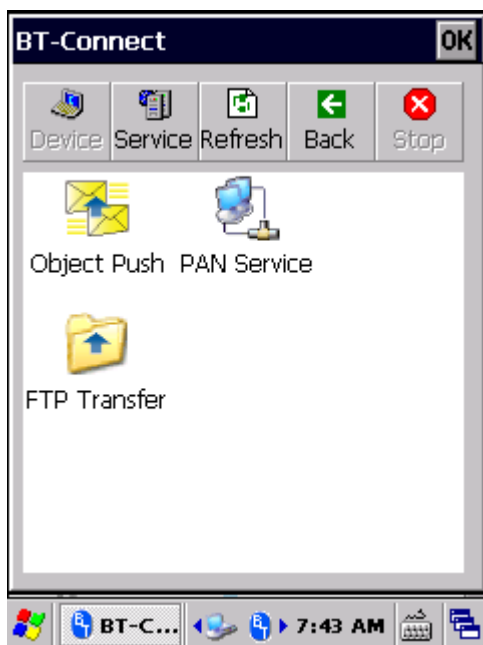 BT-Connect OK
Device Service Refresh Back Stop
Object Push PAN Service
FTP Transfer
BT-C... 7:43 AM